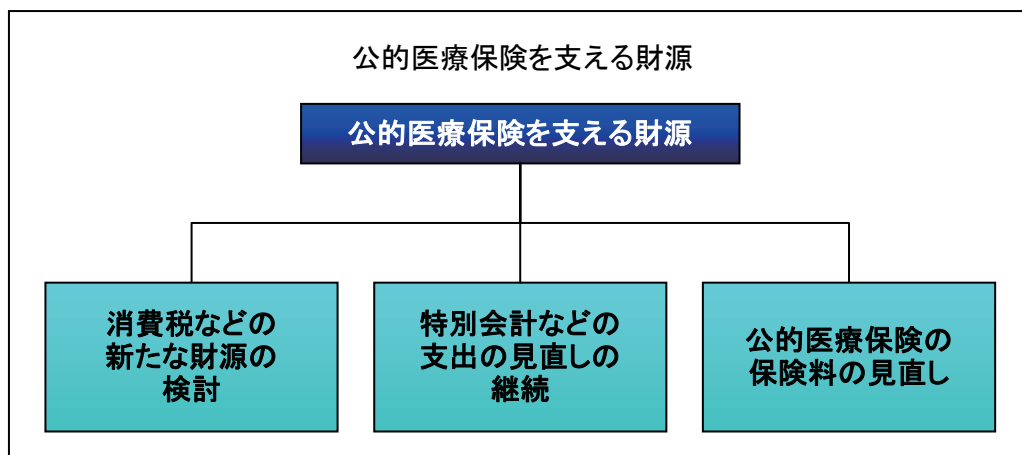 公的医療保険を支える財源
公的医療保険を支える財源
消費税などの
新たな財源の
検討
特別会計などの
支出の見直しの
継続
公的医療保険の
保険料の見直し